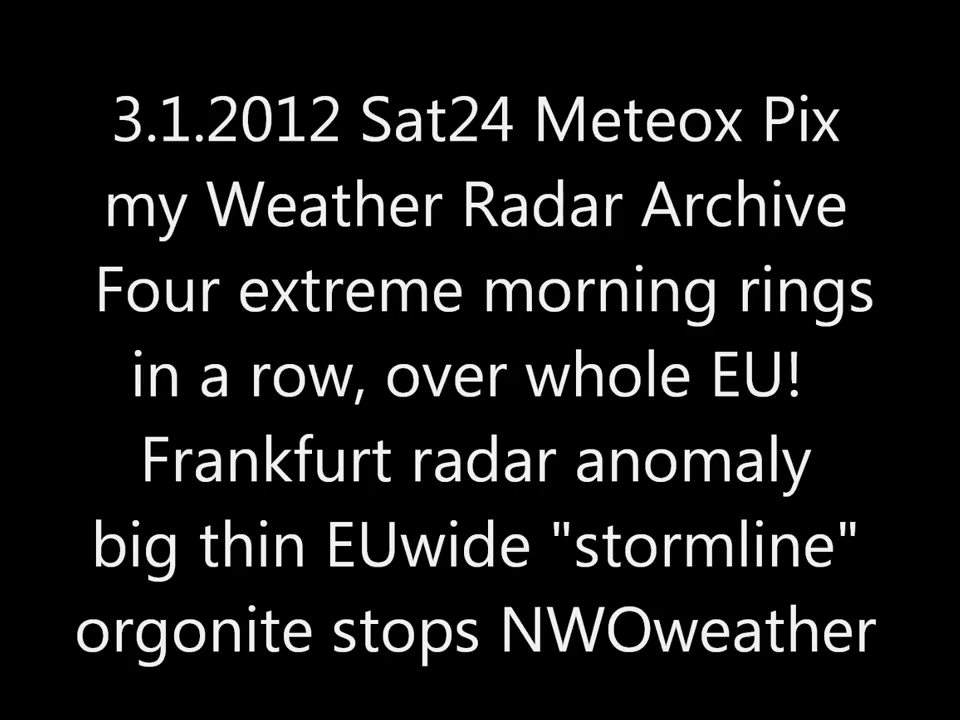 3.1.2012 Sat24 Meteox Pix
my Weather Radar Archive
Four extreme morning rings
in a row, over whole EU!
Frankfurt radar anomaly
big thin EUwide "stormline"
orgonite stops NWOweather